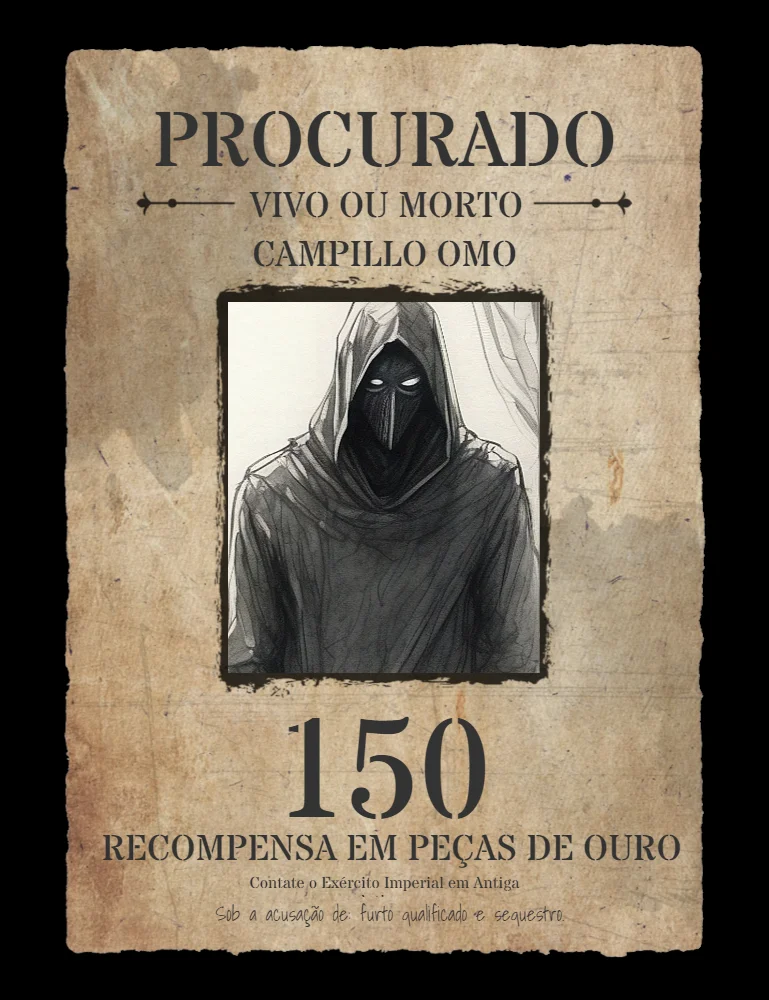 PROCURADO
VIVO OU MORTO
CAMPILLO OMO
150
RECOMPENSA EM PEÇAS DE OURO
Contate o Exército Imperial em Antiga
Sob a acusação de: furto qualificado e sequestro.